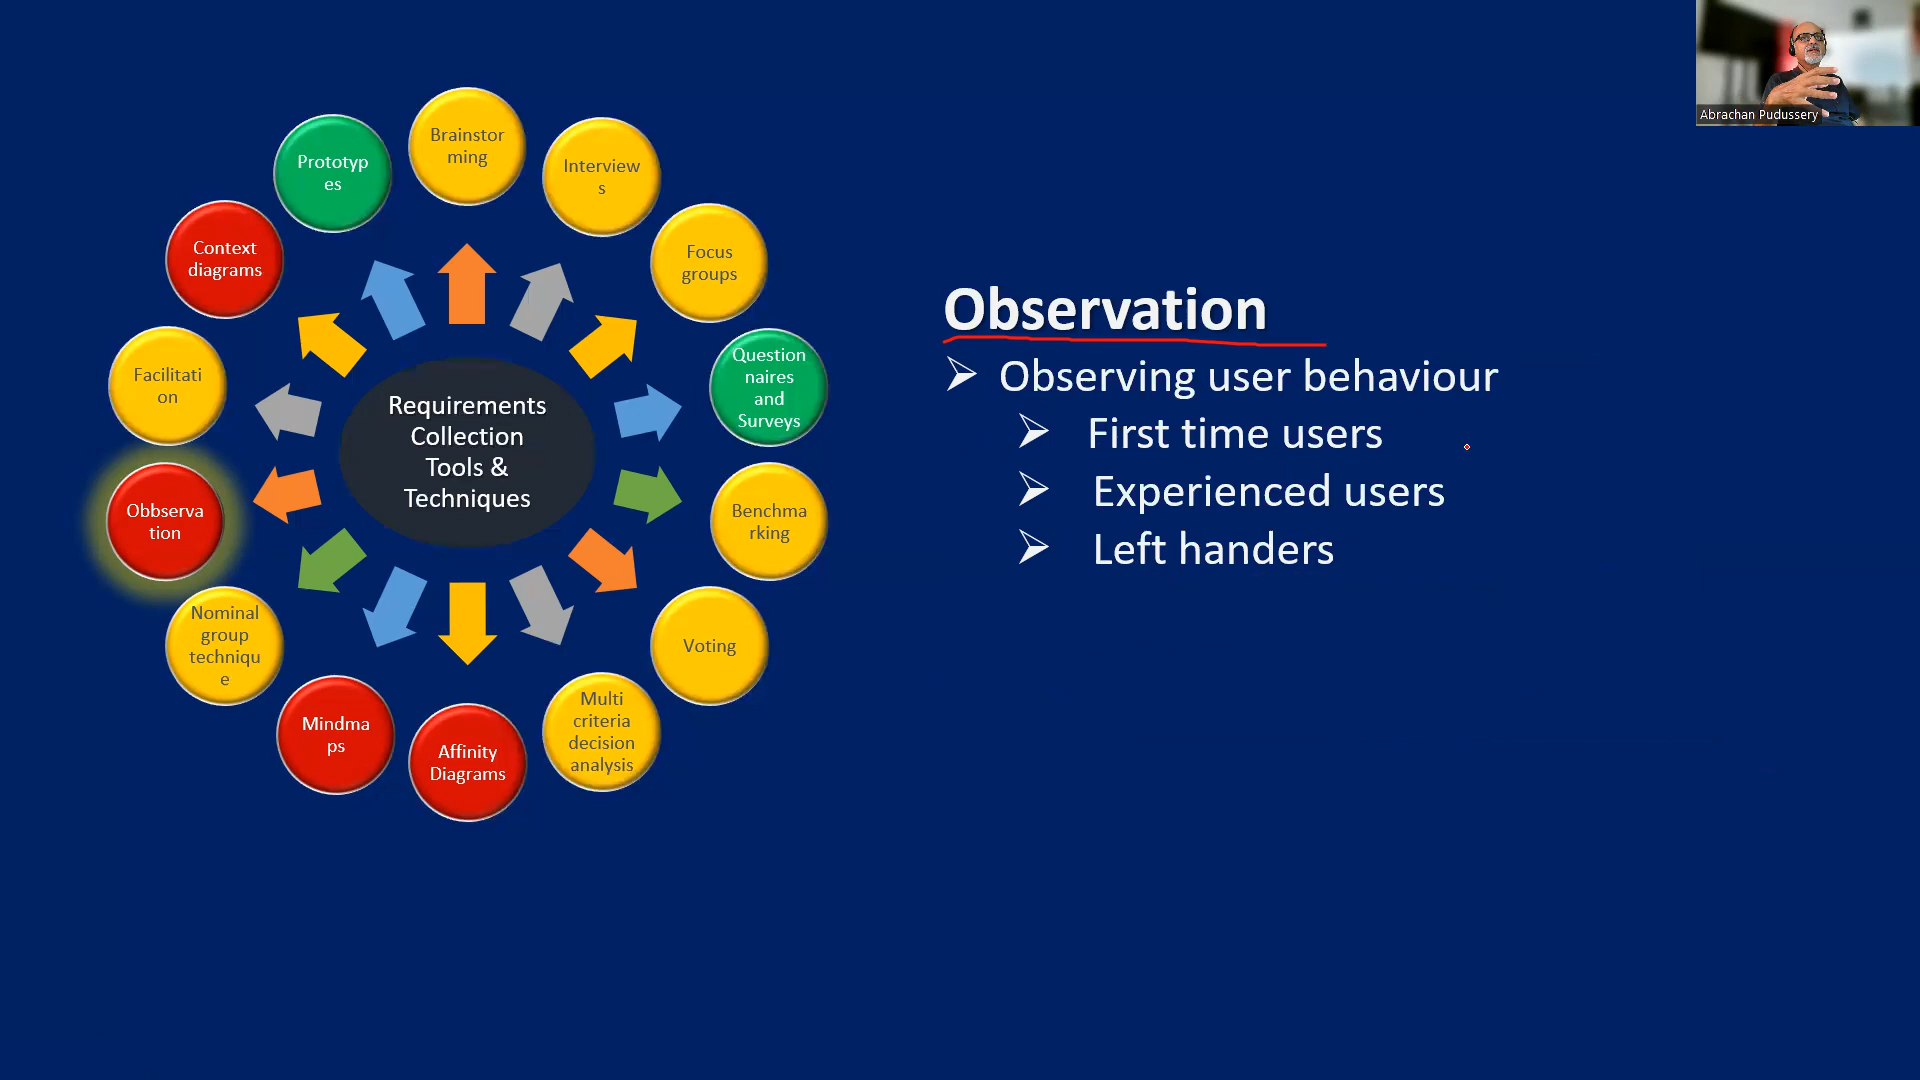 Brainstor
ming
Interview
s
Focus
groups
Question
naires
and
Surveys
Benchma
rking
Voting
Multi
criteria
decision
analysis
Affinity
Diagrams
Mindma
ps
Nominal
group
techniqu
e
Obbserva
tion
Facilitati
on
Context
diagrams
Prototyp
es
Requirements
Collection
Tools &
Techniques
Observation
Observing user behaviour
First time users
Experienced users
Left handers
Abrachan Pudussery